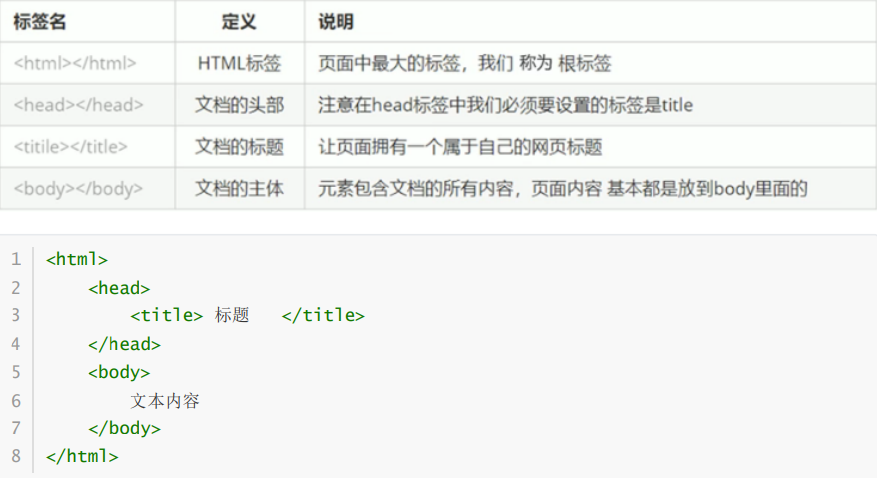 标签名 定义 说明
<html></html> HTML标签 页面中最大的标签，我们 称为 根标签
<head></head> 文档的头部 注意在head标签中我们必须要设置的标签是title
<titile></title> 文档的标题 让页面拥有一个属于自己的网页标题
<body></body> 文档的主体 元素包含文档的所有内容，页面内容 基本都是放到body里面的
1 <html>
2 <head>
3 <title> 标题 </title>
4 </head>
5 <body>
6 文本内容
7 </body>
8 </html>